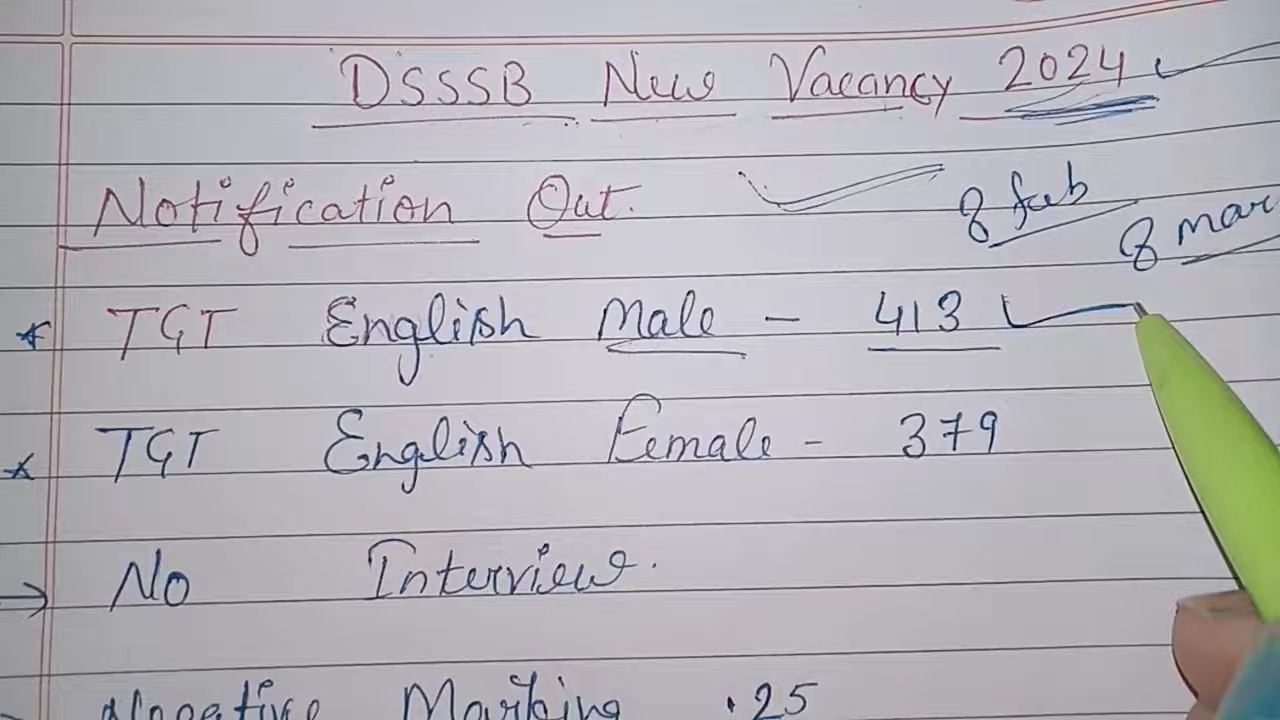 DSSSB New Vacancy 2024
Notification Out.
8 feb
8 mar
* TGT English Male - 413
* TGT English Female - 379
→ No Interview.
Negative Marking .25